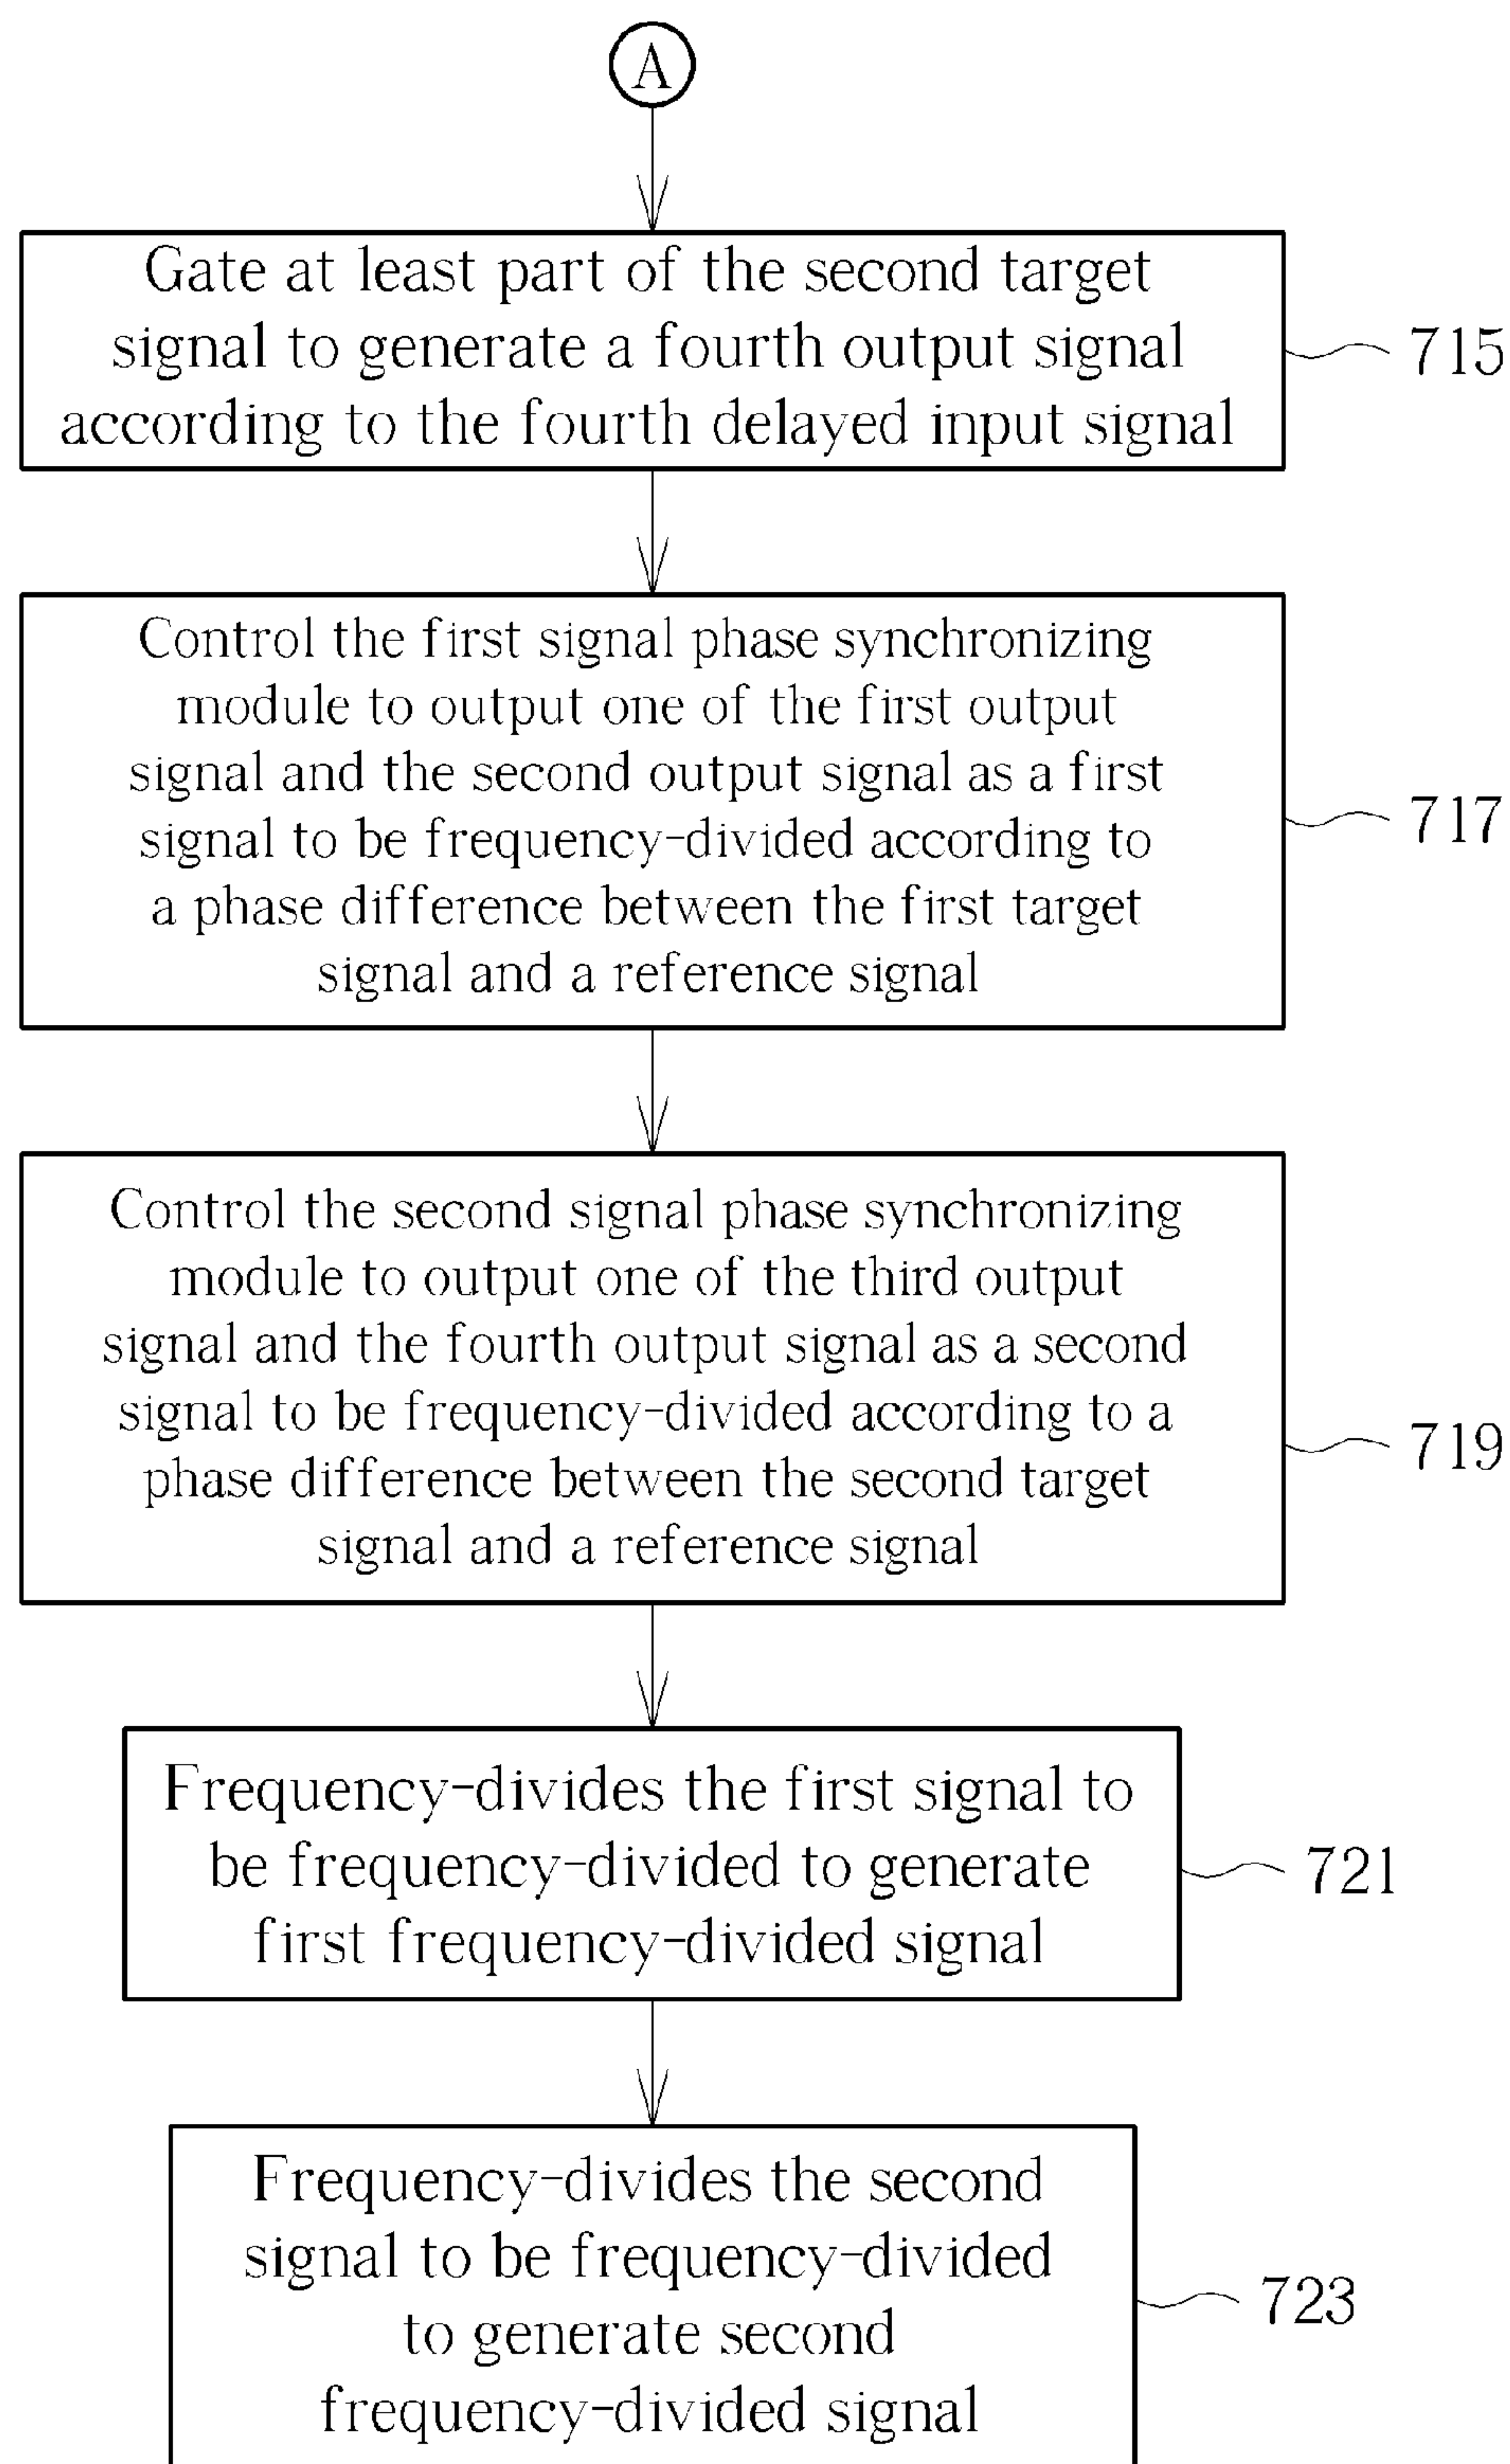 A
Gate at least part of the second target
signal to generate a fourth output signal
according to the fourth delayed input signal
715
Control the first signal phase synchronizing
module to output one of the first output
signal and the second output signal as a first
signal to be frequency-divided according to
a phase difference between the first target
signal and a reference signal
717
Control the second signal phase synchronizing
module to output one of the third output
signal and the fourth output signal as a second
signal to be frequency-divided according to a
phase difference between the second target
signal and a reference signal
719
Frequency-divides the first signal to
be frequency-divided to generate
first frequency-divided signal
721
Frequency-divides the second
signal to be frequency-divided
to generate second
frequency-divided signal
723